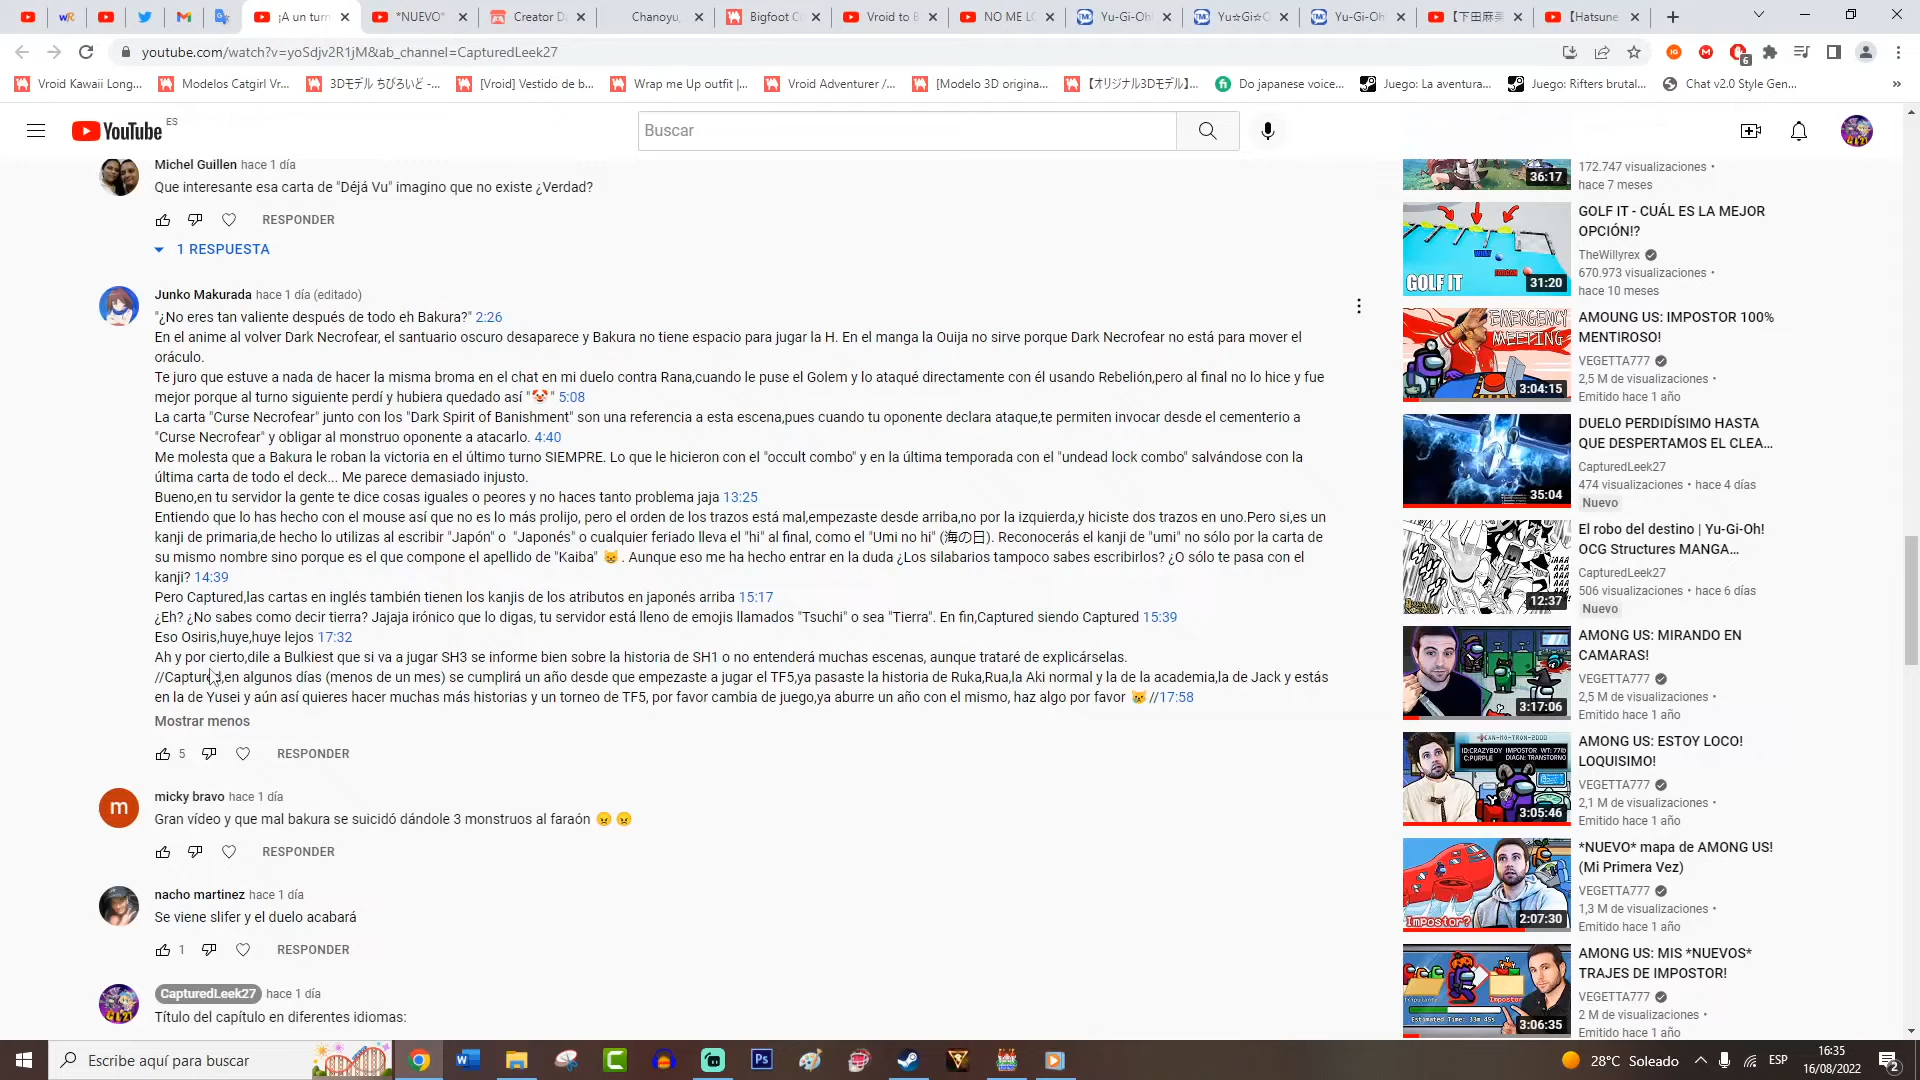 ¡A un turn
*NUEVO*
Creator D
Chanoyu
Bigfoot C
Vroid to B
NO ME LO
Yu-Gi-Oh!
Yu☆Gi☆O
Yu-Gi-Oh
【下田麻美
【Hatsune
youtube.com/watch?v=yoSdjv2R1jM&ab_channel=CapturedLeek27
6
Vroid Kawaii Long...
Modelos Catgirl Vr...
3Dモデル ちびろいど -...
[Vroid] Vestido de b...
Wrap me Up outfit |...
Vroid Adventurer /...
[Modelo 3D origina...
【オリジナル3Dモデル】...
Do japanese voice...
Juego: La aventura...
Juego: Rifters brutal...
Chat v2.0 Style Gen...
YouTube ES
Buscar
Michel Guillen hace 1 día
Que interesante esa carta de "Déjá Vu" imagino que no existe ¿Verdad?
RESPONDER
1 RESPUESTA
Junko Makurada hace 1 día (editado)
"¿No eres tan valiente después de todo eh Bakura?" 2:26
En el anime al volver Dark Necrofear, el santuario oscuro desaparece y Bakura no tiene espacio para jugar la H. En el manga la Ouija no sirve porque Dark Necrofear no está para mover el
oráculo.
Te juro que estuve a nada de hacer la misma broma en el chat en mi duelo contra Rana,cuando le puse el Golem y lo ataqué directamente con él usando Rebelión,pero al final no lo hice y fue
mejor porque al turno siguiente perdí y hubiera quedado así "🤡" 5:08
La carta "Curse Necrofear" junto con los "Dark Spirit of Banishment" son una referencia a esta escena,pues cuando tu oponente declara ataque,te permiten invocar desde el cementerio a
"Curse Necrofear" y obligar al monstruo oponente a atacarlo. 4:40
Me molesta que a Bakura le roban la victoria en el último turno SIEMPRE. Lo que le hicieron con el "occult combo" y en la última temporada con el "undead lock combo" salvándose con la
última carta de todo el deck... Me parece demasiado injusto.
Bueno,en tu servidor la gente te dice cosas iguales o peores y no haces tanto problema jaja 13:25
Entiendo que lo has hecho con el mouse así que no es lo más prolijo, pero el orden de los trazos está mal,empezaste desde arriba,no por la izquierda,y hiciste dos trazos en uno.Pero si,es un
kanji de primaria,de hecho lo utilizas al escribir "Japón" o "Japonés" o cualquier feriado lleva el "hi" al final, como el "Umi no hi" (海の日). Reconocerás el kanji de "umi" no sólo por la carta de
su mismo nombre sino porque es el que compone el apellido de "Kaiba" 😼. Aunque eso me ha hecho entrar en la duda ¿Los silabarios tampoco sabes escribirlos? ¿O sólo te pasa con el
kanji? 14:39
Pero Captured,las cartas en inglés también tienen los kanjis de los atributos en japonés arriba 15:17
¿Eh? ¿No sabes como decir tierra? Jajaja irónico que lo digas, tu servidor está lleno de emojis llamados "Tsuchi" o sea "Tierra". En fin,Captured siendo Captured 15:39
Eso Osiris,huye,huye lejos 17:32
Ah y por cierto,dile a Bulkiest que si va a jugar SH3 se informe bien sobre la historia de SH1 o no entenderá muchas escenas, aunque trataré de explicárselas.
//Captured,en algunos días (menos de un mes) se cumplirá un año desde que empezaste a jugar el TF5,ya pasaste la historia de Ruka,Rua,la Aki normal y la de la academia,la de Jack y estás
en la de Yusei y aún así quieres hacer muchas más historias y un torneo de TF5, por favor cambia de juego,ya aburre un año con el mismo, haz algo por favor 😿 //17:58
Mostrar menos
5 RESPONDER
m
micky bravo hace 1 día
Gran vídeo y que mal bakura se suicidó dándole 3 monstruos al faraón 😠 😠
RESPONDER
nacho martinez hace 1 día
Se viene slifer y el duelo acabará
1 RESPONDER
CapturedLeek27 hace 1 día
Título del capítulo en diferentes idiomas:
36:17
172.747 visualizaciones •
hace 7 meses
WILLY
GOLF IT
31:20
GOLF IT - CUÁL ES LA MEJOR
OPCIÓN!?
TheWillyrex
670.973 visualizaciones •
hace 10 meses
EMERGENCY
MEETING
3:04:15
AMOUNG US: IMPOSTOR 100%
MENTIROSO!
VEGETTA777
2,5 M de visualizaciones •
Emitido hace 1 año
35:04
DUELO PERDIDÍSIMO HASTA
QUE DESPERTAMOS EL CLEA...
CapturedLeek27
474 visualizaciones • hace 4 días
Nuevo
12:37
El robo del destino | Yu-Gi-Oh!
OCG Structures MANGA...
CapturedLeek27
506 visualizaciones • hace 6 días
Nuevo
3:17:06
AMONG US: MIRANDO EN
CAMARAS!
VEGETTA777
2,5 M de visualizaciones •
Emitido hace 1 año
ID:CRAZYBOY
C:PURPLE
3:05:46
AMONG US: ESTOY LOCO!
LOQUISIMO!
VEGETTA777
2,1 M de visualizaciones •
Emitido hace 1 año
Impostor?
2:07:30
*NUEVO* mapa de AMONG US!
(Mi Primera Vez)
VEGETTA777
1,3 M de visualizaciones •
Emitido hace 1 año
Tripulante
Impostor
Estimated Time: 33m 45s
3:06:35
AMONG US: MIS *NUEVOS*
TRAJES DE IMPOSTOR!
VEGETTA777
2 M de visualizaciones •
Emitido hace 1 año
Escribe aquí para buscar
28°C Soleado
ESP
16:35
16/08/2022
2